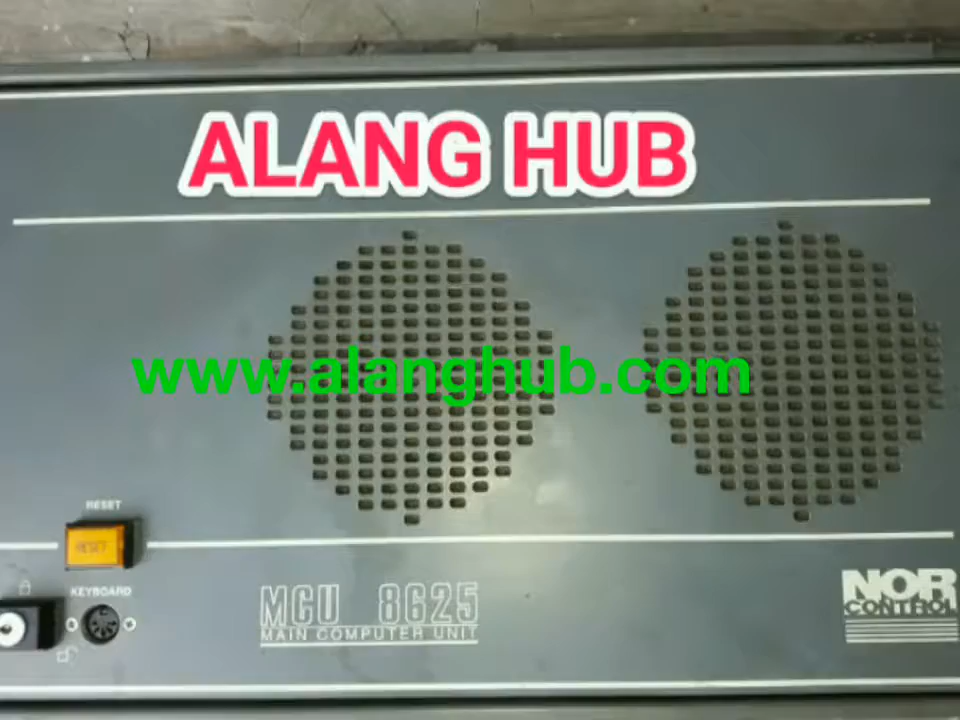 ALANG HUB
www.alanghub.com
RESET
RESET
KEYBOARD
MCU 8625
MAIN COMPUTER UNIT
NOR
CONTROL